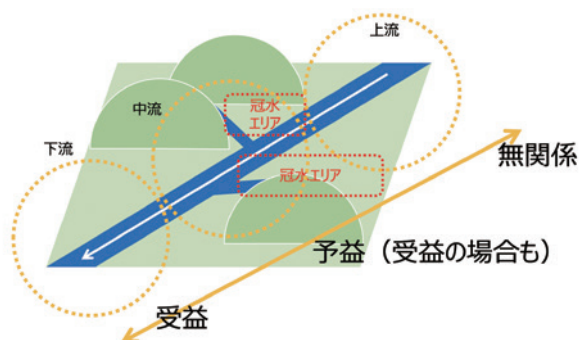 上流
冠水
エリア
中流
下流
冠水エリア
無関係
予益（受益の場合も）
受益